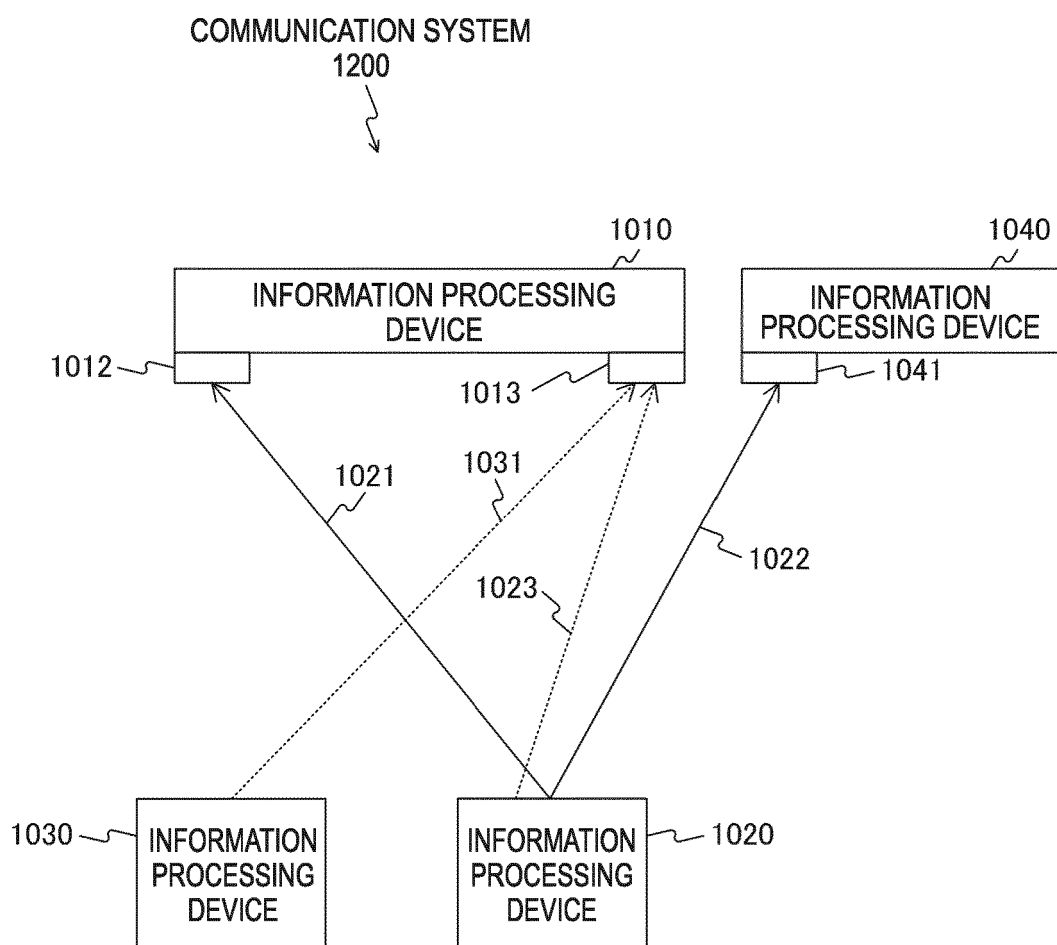 COMMUNICATION SYSTEM
1200
1010
1040
INFORMATION PROCESSING
DEVICE
INFORMATION
PROCESSING DEVICE
1012
1013
1041
1021
1031
1022
1023
1030
INFORMATION
PROCESSING
DEVICE
INFORMATION
PROCESSING
DEVICE
1020